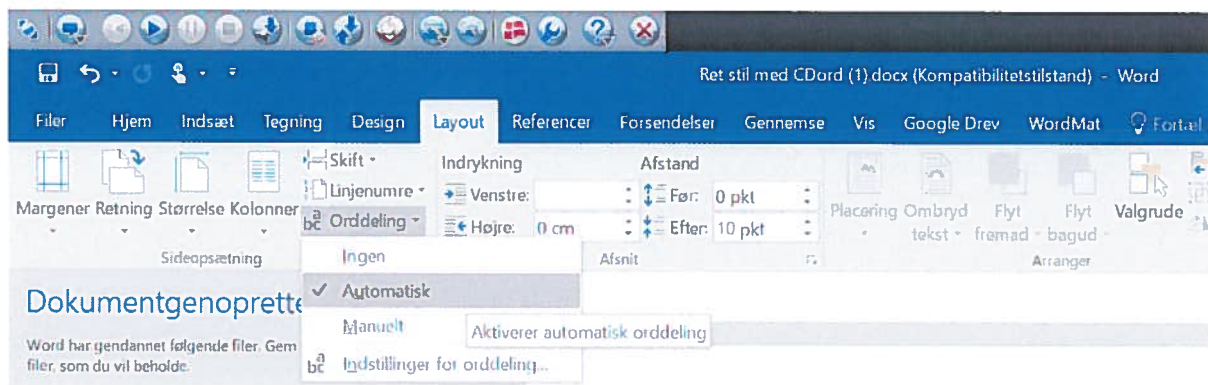 Ret stil med CDord (1).docx (Kompatibilitetstilstand) - Word
Filer Hjem Indsæt Tegning Design Layout Referencer Forsendelser Gennemse Vis Google Drev WordMat Fortæl
Margener Retning Størrelse Kolonner
Skift
Linjenumre
Orddeling
Sideopsætning
Indrykning Afstand
Venstre: Før: 0 pkt
Højre: 0 cm Efter: 10 pkt
Afsnit
Placering Ombryd tekst Flyt fremad Flyt bagud Valgrude
Arranger
Ingen
Automatisk
Manuelt
Indstillinger for orddeling...
Aktiverer automatisk orddeling
Dokumentgenoprette
Word har gendannet følgende filer. Gem
filer, som du vil beholde.